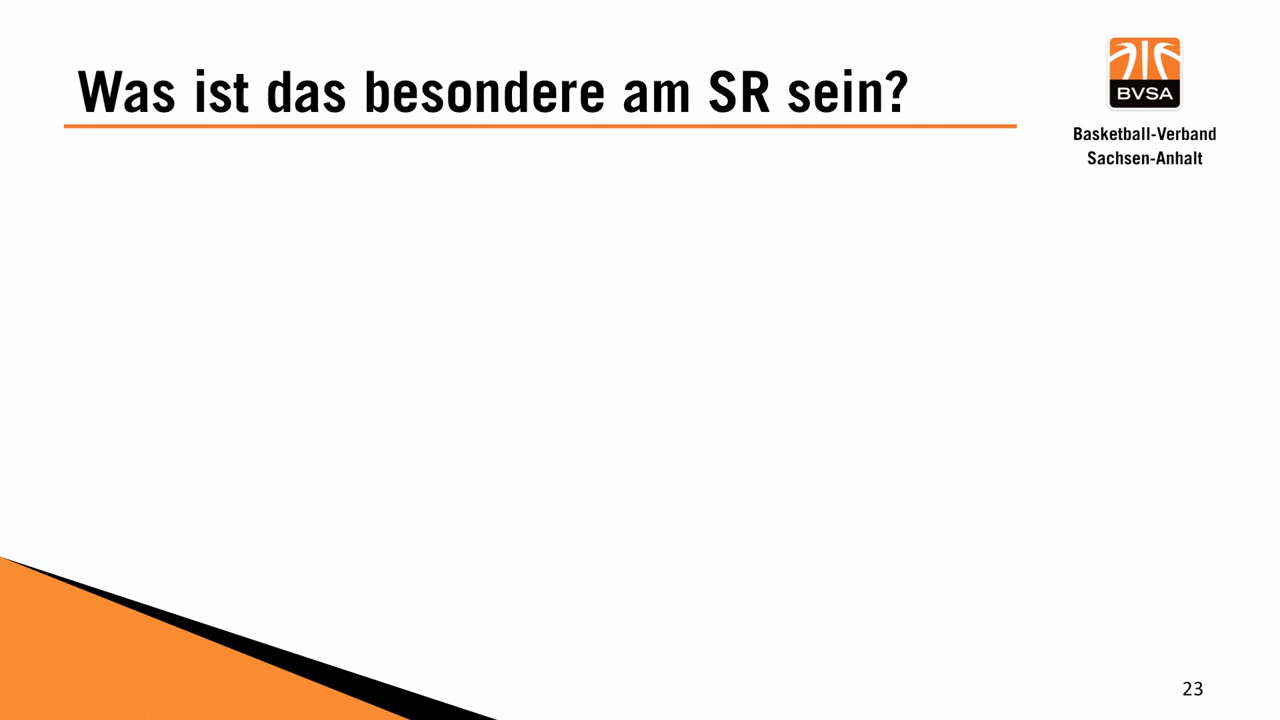 Was ist das besondere am SR sein?
BVSA
Basketball-Verband
Sachsen-Anhalt
23